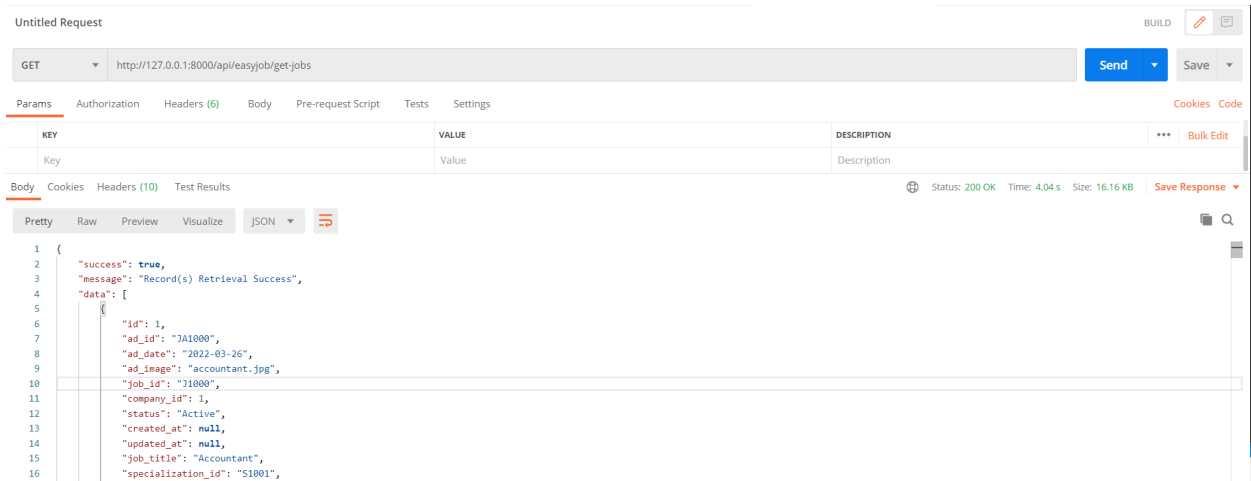 Untitled Request
BUILD
GET http://127.0.0.1:8000/api/easyjob/get-jobs Send Save
Params Authorization Headers (6) Body Pre-request Script Tests Settings Cookies Code
KEY VALUE DESCRIPTION ••• Bulk Edit
Key Value Description
Body Cookies Headers (10) Test Results Status: 200 OK Time: 4.04 s Size: 16.16 KB Save Response
Pretty Raw Preview Visualize JSON
1 {
2 "success": true,
3 "message": "Record(s) Retrieval Success",
4 "data": [
5 {
6 "id": 1,
7 "ad_id": "JA1000",
8 "ad_date": "2022-03-26",
9 "ad_image": "accountant.jpg",
10 "job_id": "J1000",
11 "company_id": 1,
12 "status": "Active",
13 "created_at": null,
14 "updated_at": null,
15 "job_title": "Accountant",
16 "specialization_id": "S1001",